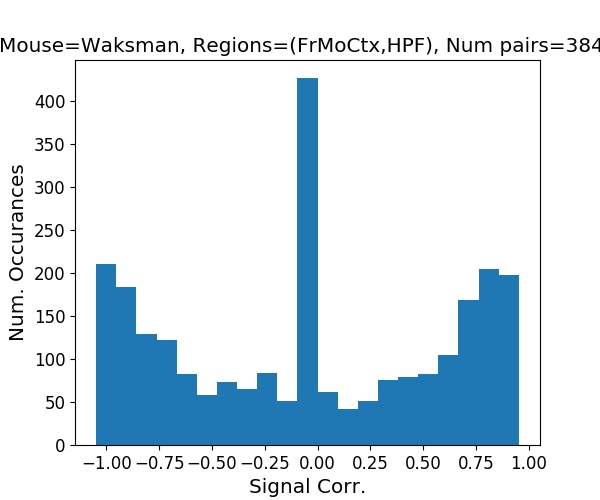 Mouse=Waksman, Regions=(FrMoCtx,HPF), Num pairs=384
400
350
300
250
200
150
100
50
0
Num. Occurances
−1.00 −0.75 −0.50 −0.25 0.00 0.25 0.50 0.75 1.00
Signal Corr.